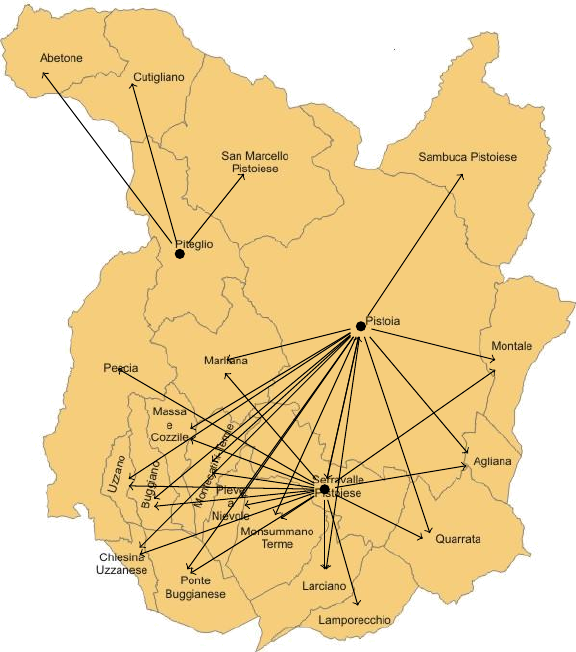 Abetone
Cutigliano
San Marcello
Pistoiese
Sambuca Pistoiese
Piteglio
Pistoia
Montale
Marliana
Pescia
Massa
e
Cozzile
Montecatini Terme
Serravalle
Pistoiese
Agliana
Uzzano
Buggiano
Pieve
a
Nievole
Monsummano
Terme
Quarrata
Chiesina
Uzzanese
Ponte
Buggianese
Larciano
Lamporecchio